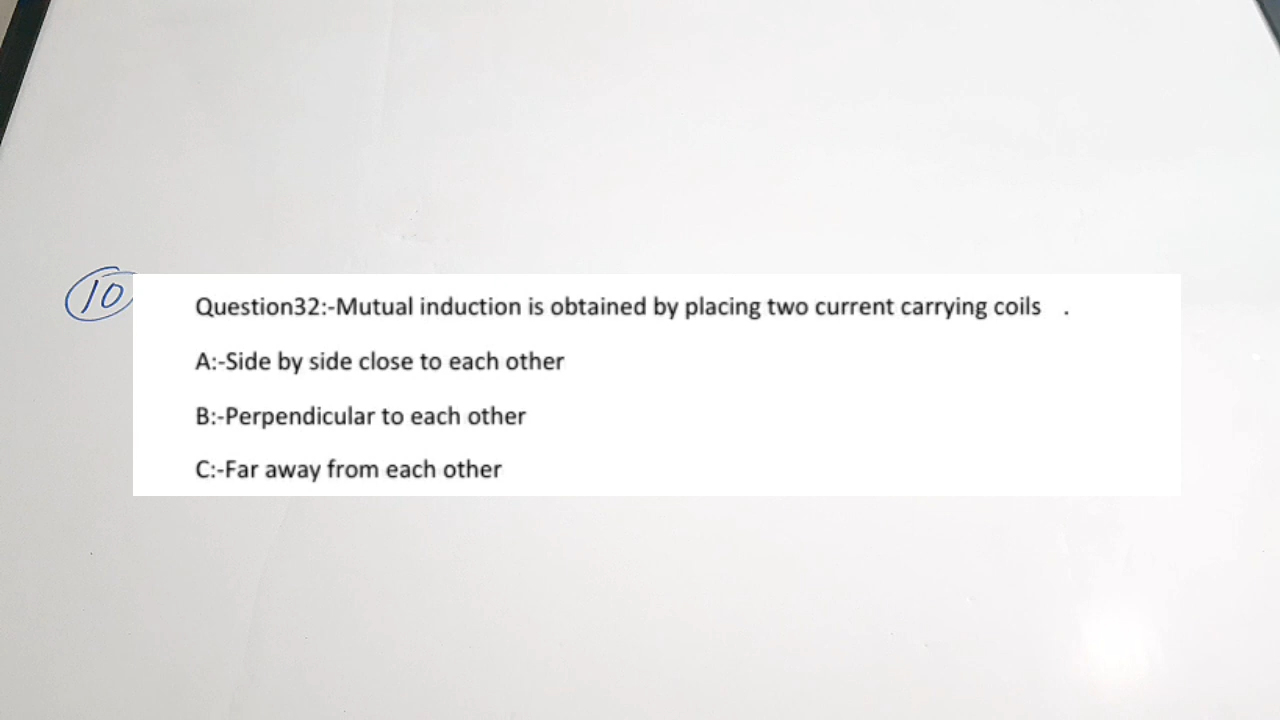 10
Question32:-Mutual induction is obtained by placing two current carrying coils .
A:-Side by side close to each other
B:-Perpendicular to each other
C:-Far away from each other